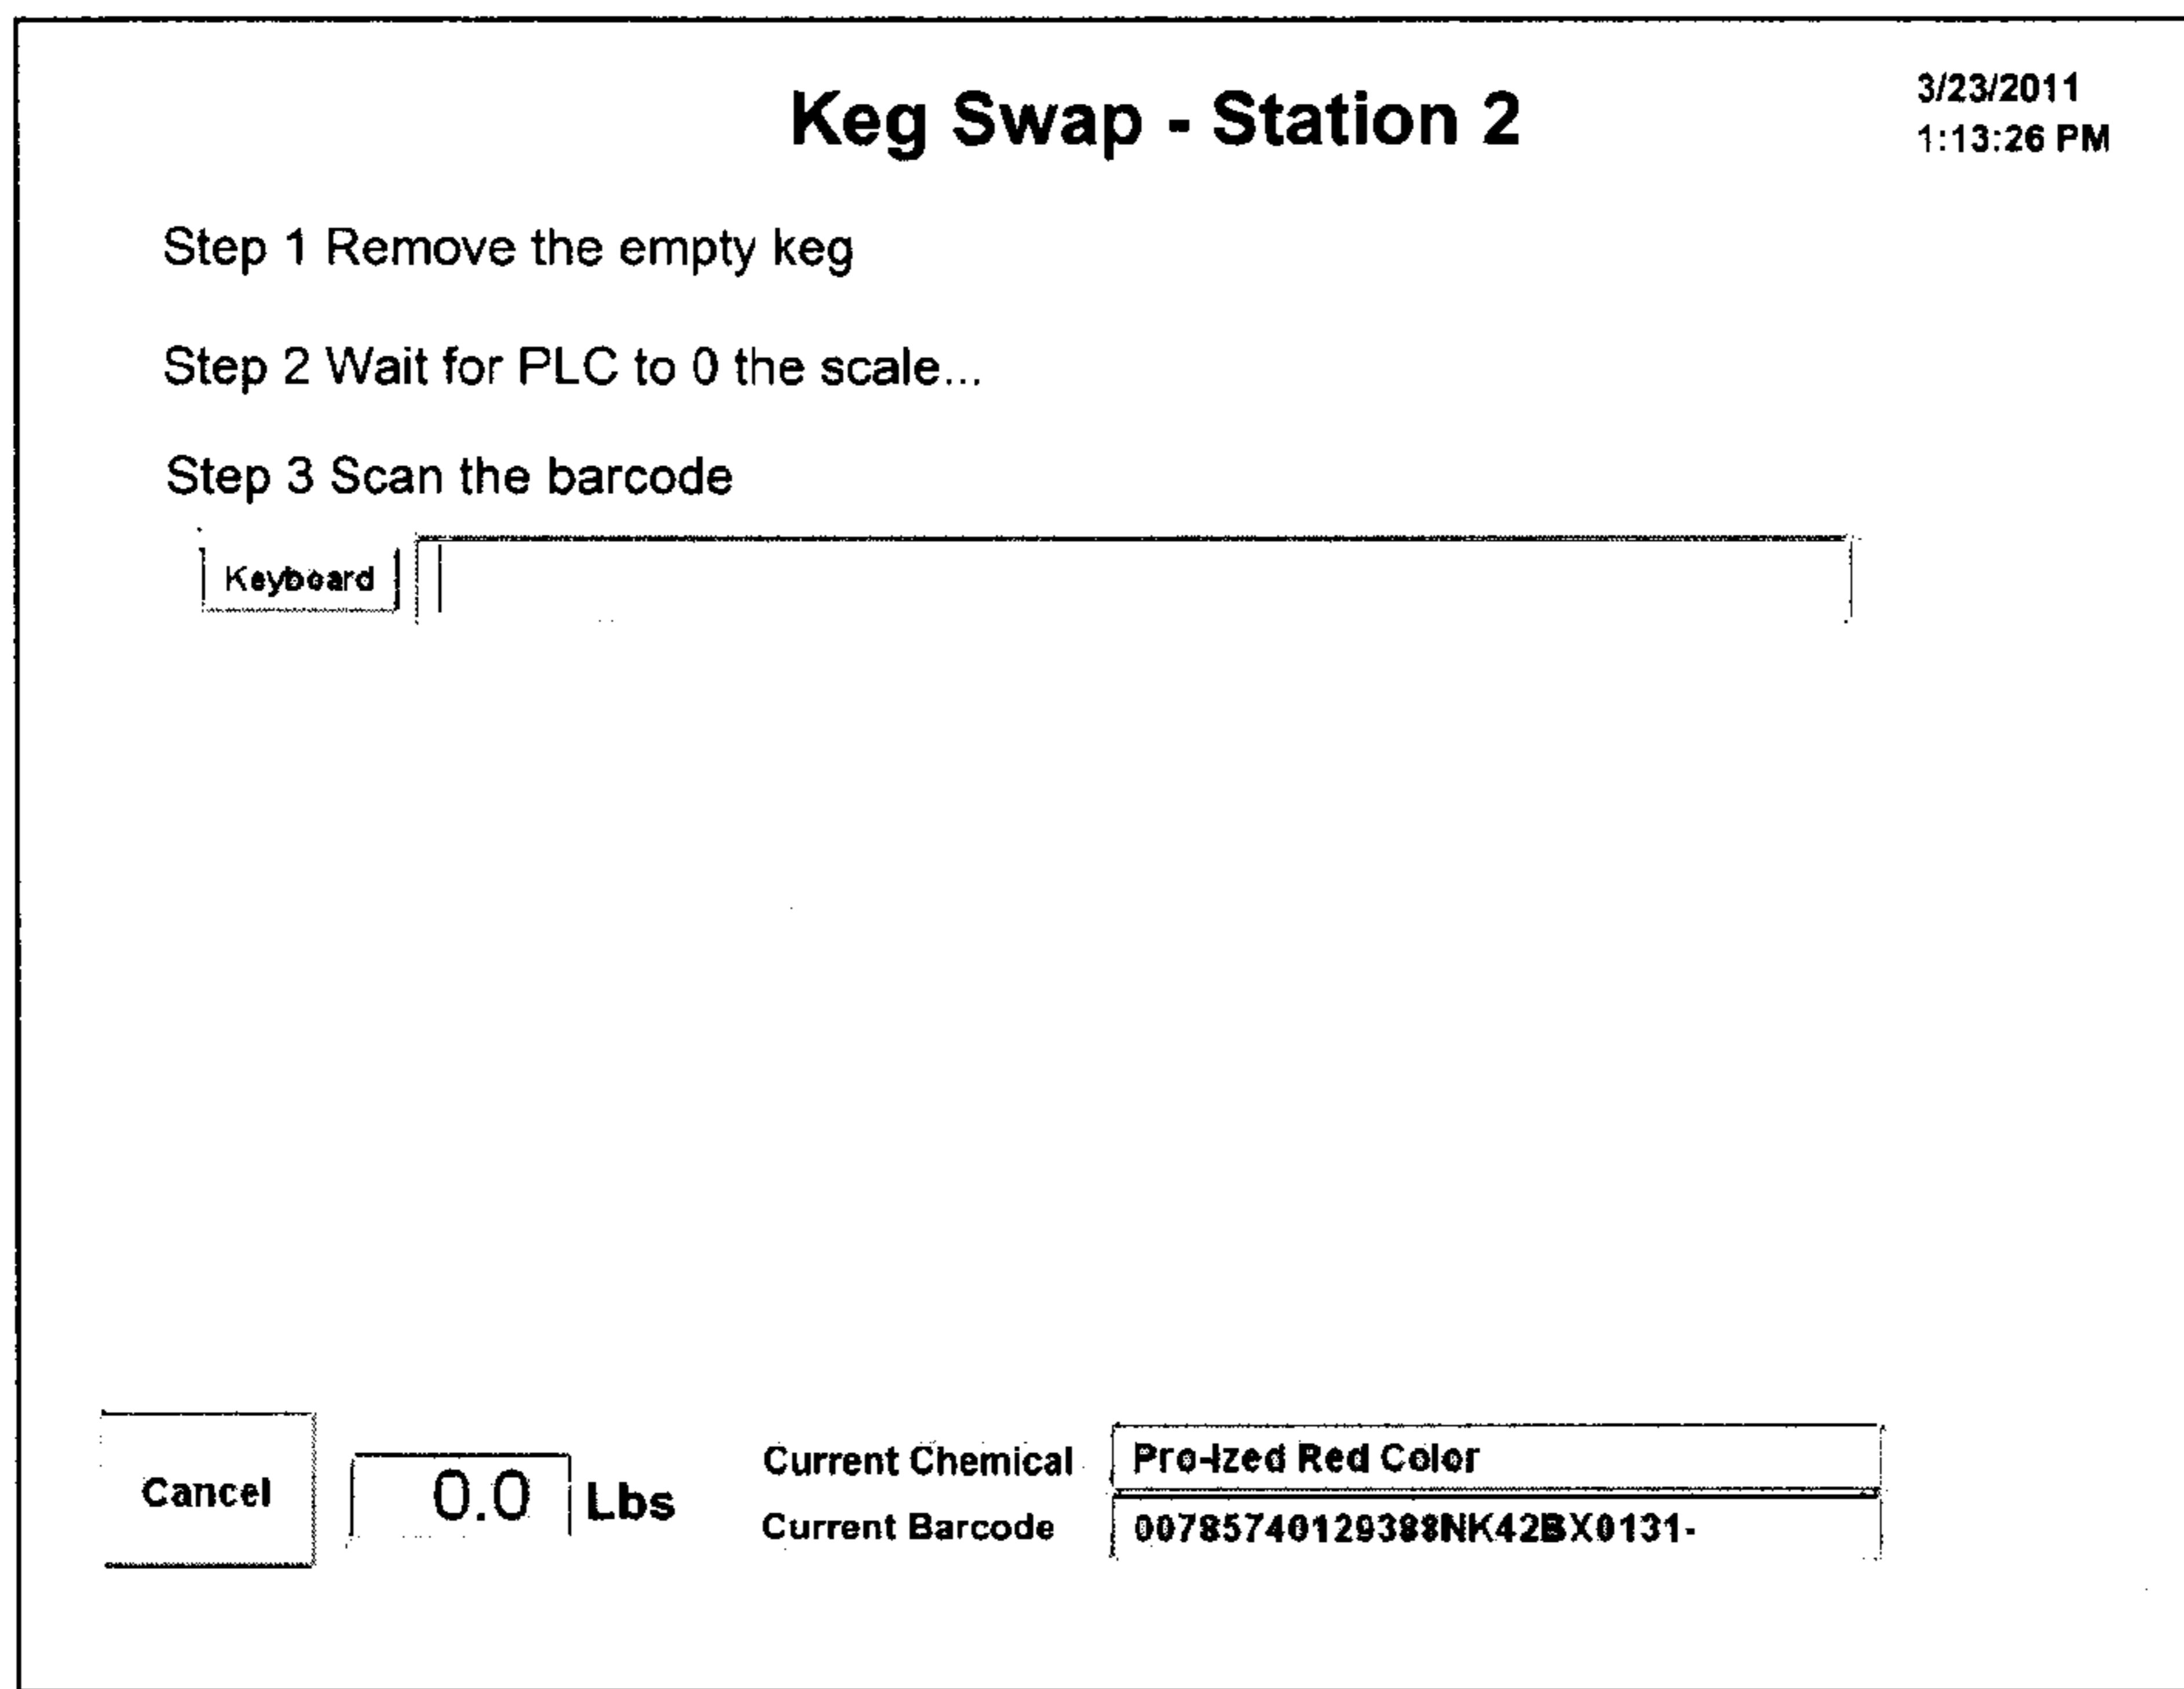 Keg Swap - Station 2
3/23/2011
1:13:26 PM
Step 1 Remove the empty keg
Step 2 Wait for PLC to 0 the scale...
Step 3 Scan the barcode
Keyboard
Cancel
0.0 Lbs
Current Chemical Pro-Ized Red Color
Current Barcode 00785740129388NK42BX0131-